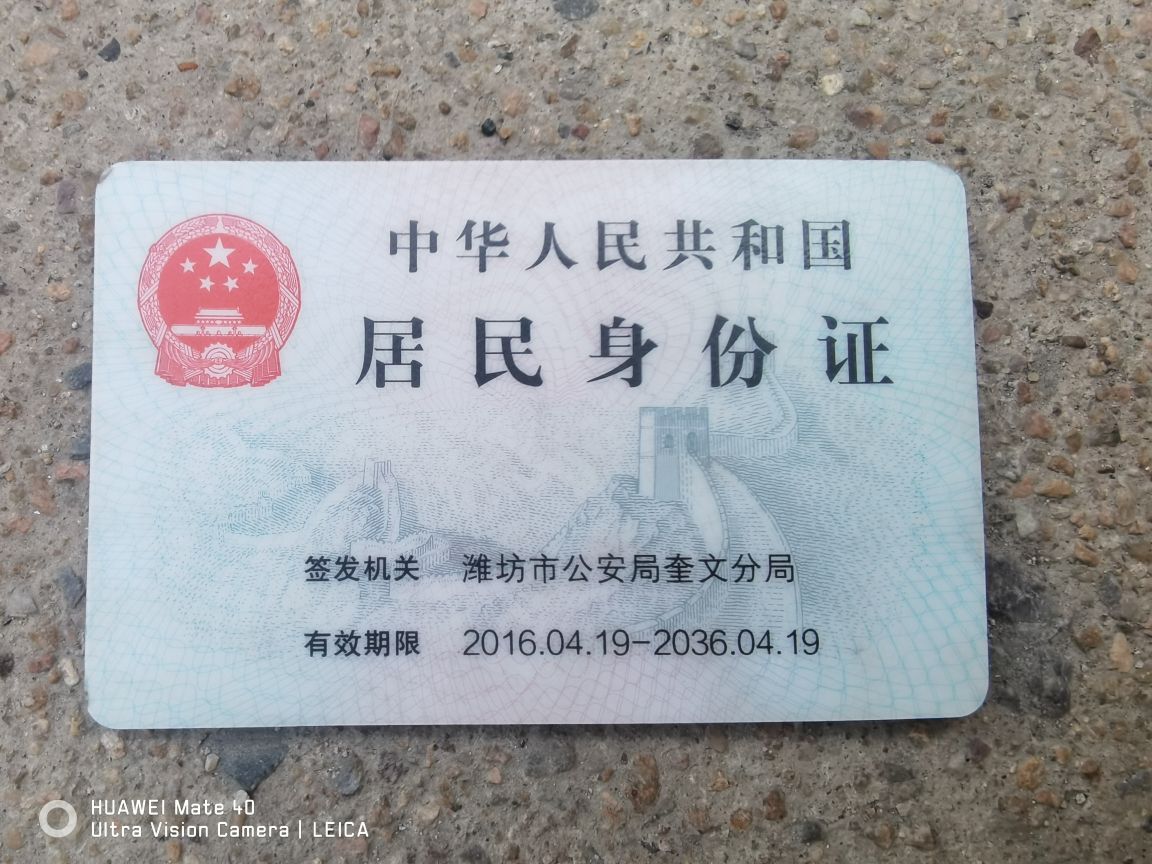 中华人民共和国
居民身份证
签发机关 潍坊市公安局奎文分局
有效期限 2016.04.19-2036.04.19
HUAWEI Mate 40
Ultra Vision Camera | LEICA